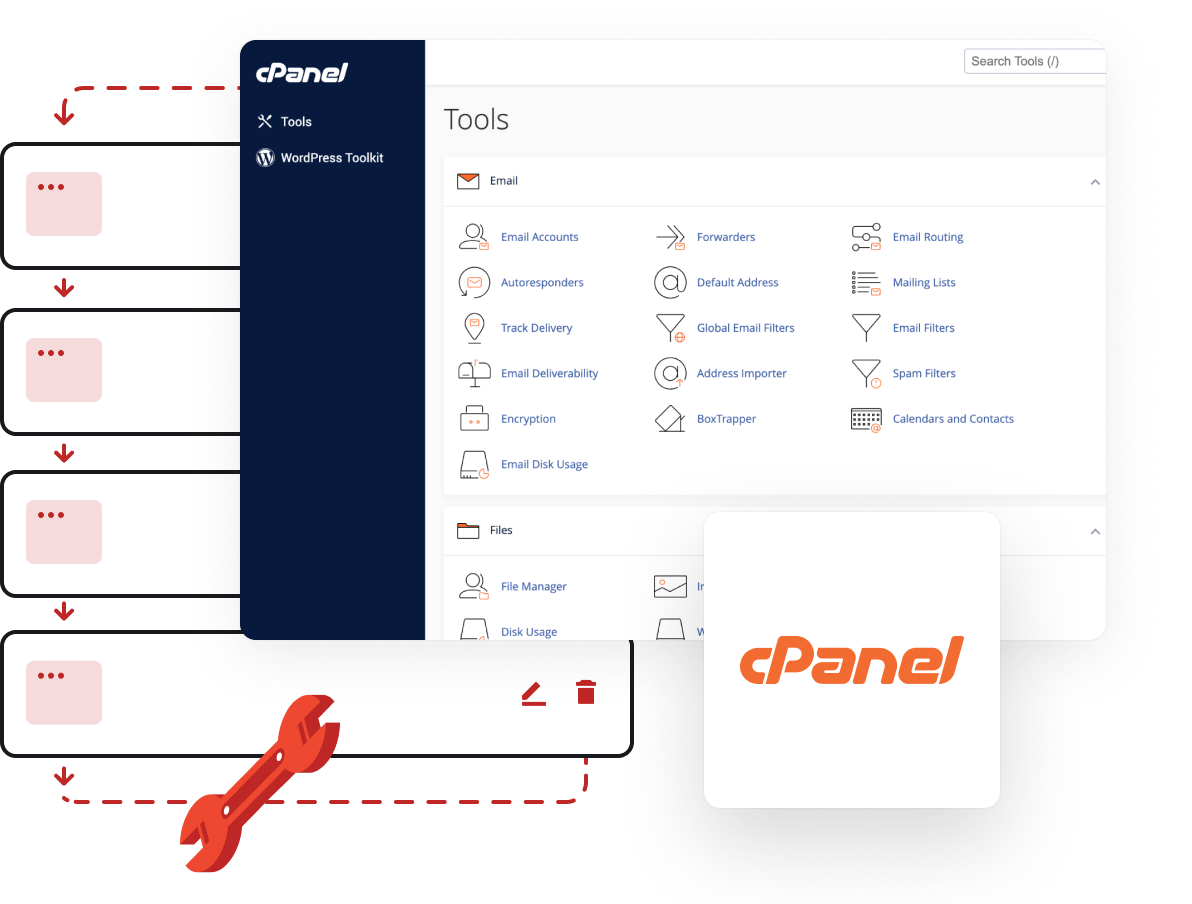 cPanel
Search Tools (/)
Tools
WordPress Toolkit
Tools
Email
Email Accounts
Forwarders
Email Routing
Autoresponders
Default Address
Mailing Lists
Track Delivery
Global Email Filters
Email Filters
Email Deliverability
Address Importer
Spam Filters
Encryption
BoxTrapper
Calendars and Contacts
Email Disk Usage
Files
File Manager
Disk Usage
cPanel